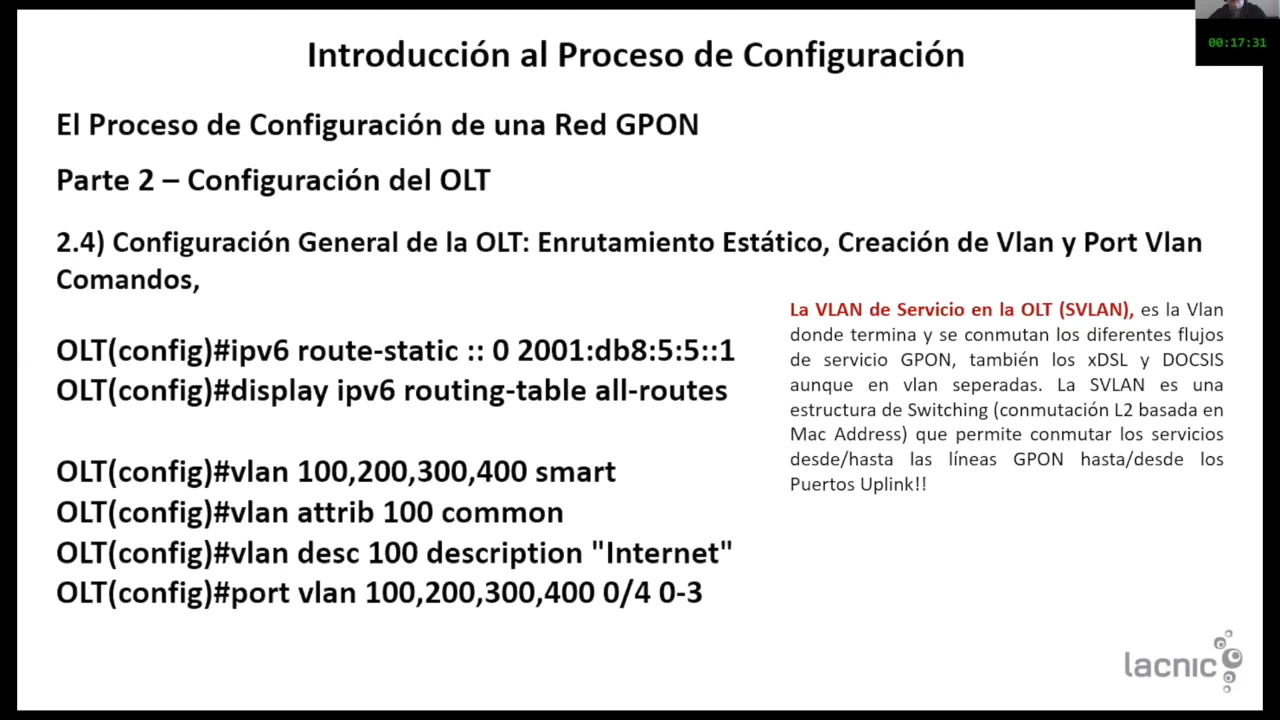 00:17:31
Introducción al Proceso de Configuración
El Proceso de Configuración de una Red GPON
Parte 2 – Configuración del OLT
2.4) Configuración General de la OLT: Enrutamiento Estático, Creación de Vlan y Port Vlan
Comandos,
OLT(config)#ipv6 route-static :: 0 2001:db8:5:5::1
OLT(config)#display ipv6 routing-table all-routes
OLT(config)#vlan 100,200,300,400 smart
OLT(config)#vlan attrib 100 common
OLT(config)#vlan desc 100 description "Internet"
OLT(config)#port vlan 100,200,300,400 0/4 0-3
La VLAN de Servicio en la OLT (SVLAN), es la Vlan
donde termina y se conmutan los diferentes flujos
de servicio GPON, también los xDSL y DOCSIS
aunque en vlan seperadas. La SVLAN es una
estructura de Switching (conmutación L2 basada en
Mac Address) que permite conmutar los servicios
desde/hasta las líneas GPON hasta/desde los
Puertos Uplink!!
lacnic